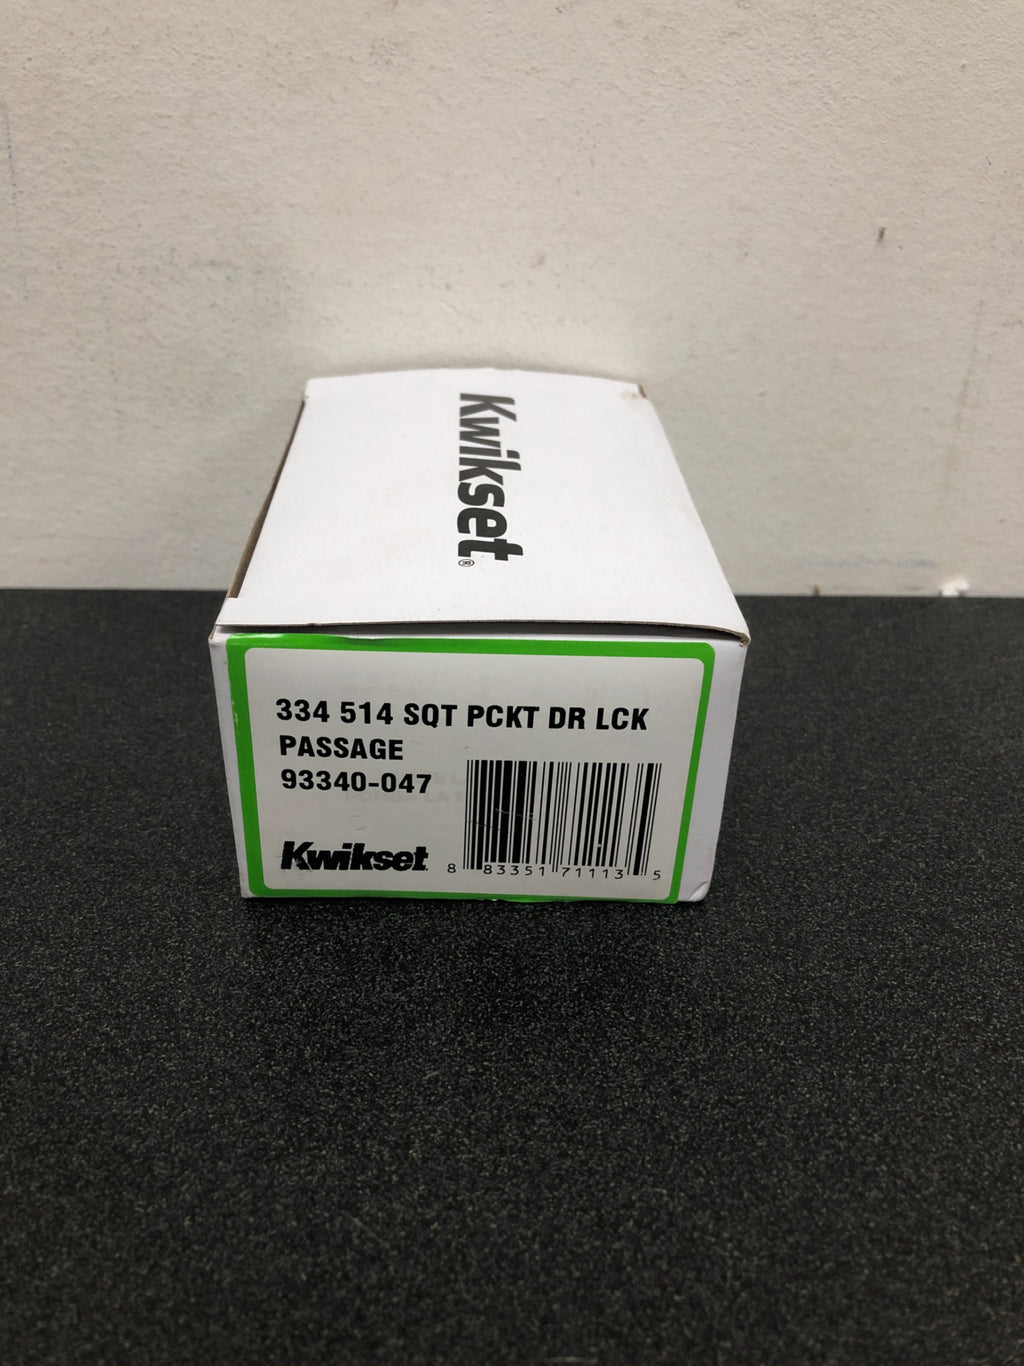 Kwikset®
334 514 SQT PCKT DR LCK
PASSAGE
93340-047
Kwikset
8 83351 71113 5